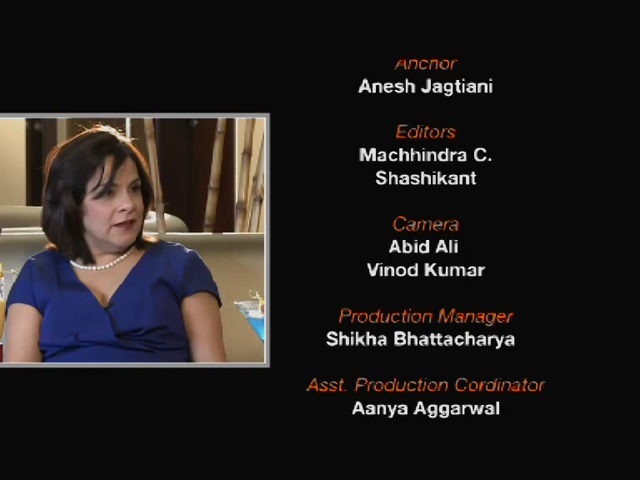 Anchor
Anesh Jagtiani
Editors
Machhindra C.
Shashikant
Camera
Abid Ali
Vinod Kumar
Production Manager
Shikha Bhattacharya
Asst. Production Cordinator
Aanya Aggarwal